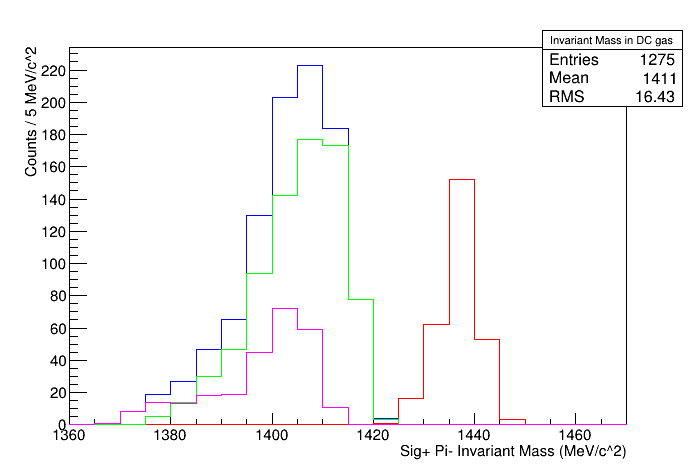 Invariant Mass in DC gas
Entries 1275
Mean 1411
RMS 16.43
Counts / 5 MeV/c^2
220
200
180
160
140
120
100
80
60
40
20
0
1360 1380 1400 1420 1440 1460
Sig+ Pi- Invariant Mass (MeV/c^2)